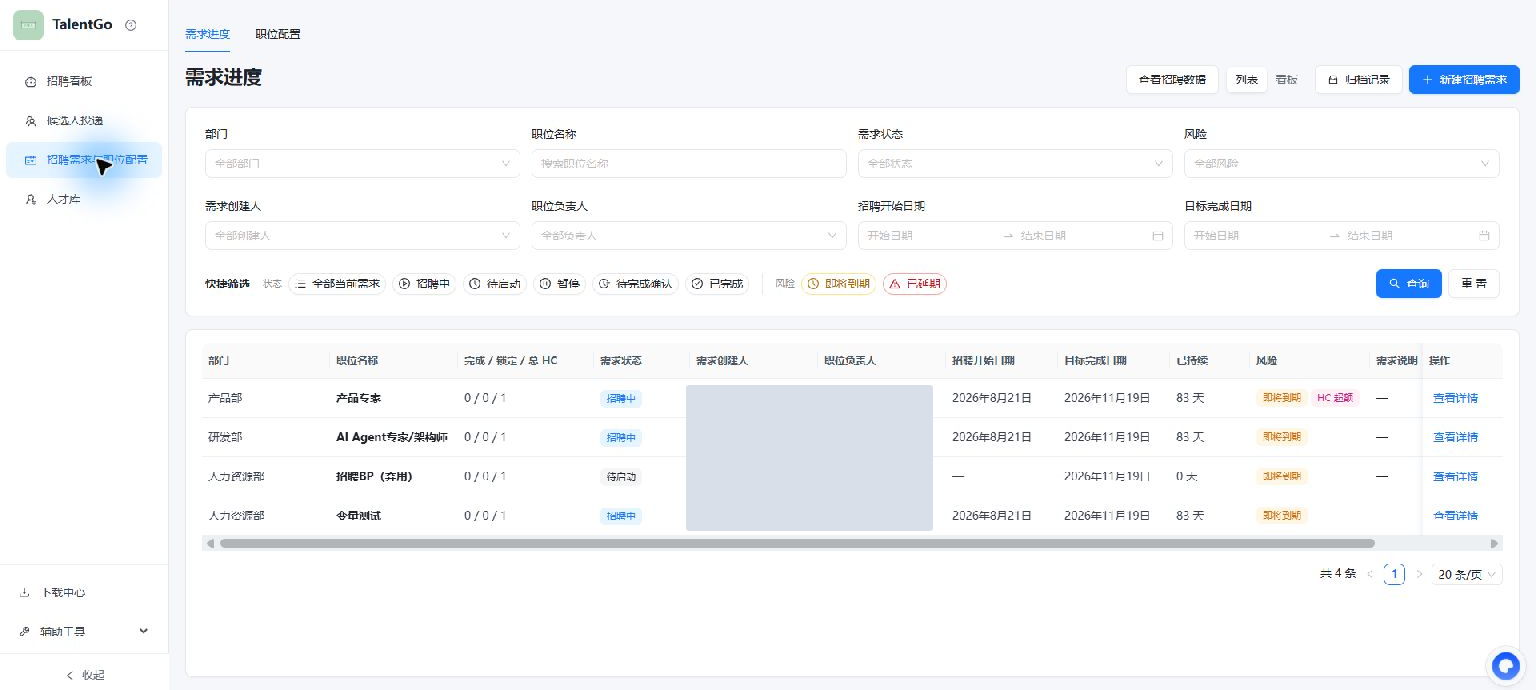 TalentGo
招聘看板
候选人投递
招聘需求与职位配置
人才库
下载中心
辅助工具
收起
需求进度 职位配置
需求进度
查看招聘数据 列表 看板 归档记录 新建招聘需求
部门 职位名称 需求状态 风险
全部部门 搜索职位名称 全部状态 全部风险
需求创建人 职位负责人 招聘开始日期 目标完成日期
全部创建人 全部负责人 开始日期 → 结束日期 开始日期 → 结束日期
快捷筛选 状态 全部当前需求 招聘中 待启动 暂停 待完成确认 已完成 风险 即将到期 已延期 查询 重置
部门 职位名称 完成 / 锁定 / 总 HC 需求状态 需求创建人 职位负责人 招聘开始日期 目标完成日期 已持续 风险 需求说明 操作
产品部 产品专家 0 / 0 / 1 招聘中 2026年8月21日 2026年11月19日 83 天 即将到期 HC 超额 — 查看详情
研发部 AI Agent专家/架构师 0 / 0 / 1 招聘中 2026年8月21日 2026年11月19日 83 天 即将到期 — 查看详情
人力资源部 招聘BP（弃用） 0 / 0 / 1 待启动 — 2026年11月19日 0 天 即将到期 — 查看详情
人力资源部 变量测试 0 / 0 / 1 招聘中 2026年8月21日 2026年11月19日 83 天 即将到期 查看详情
共 4 条 1 20 条/页